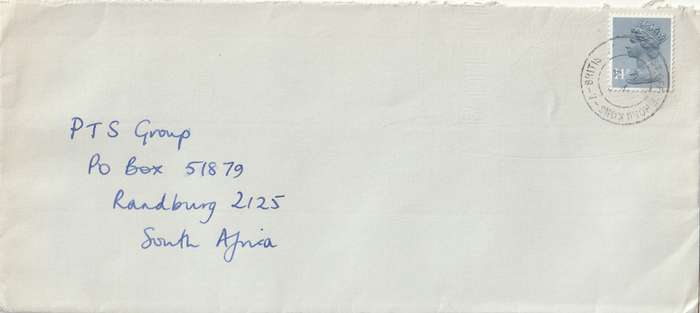 PTS Group
PO Box 51879
Randburg 2125
South Africa